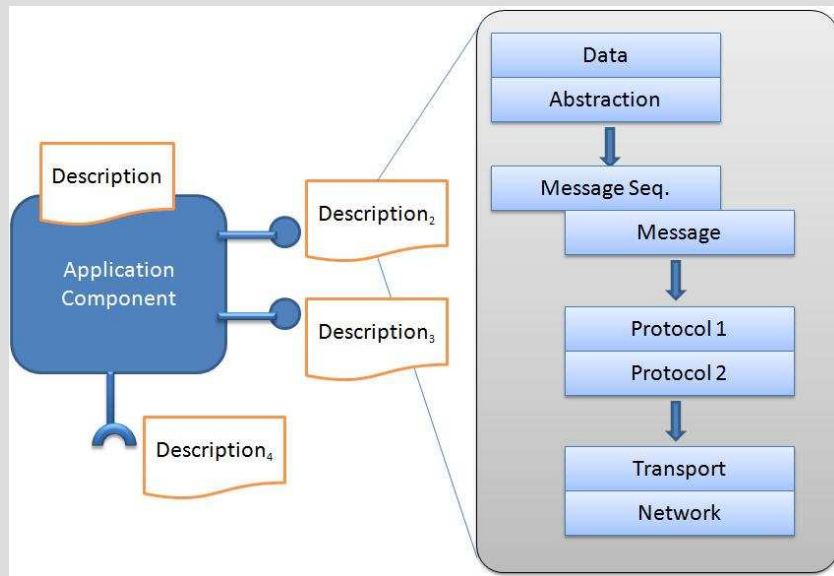 Description
Application
Component
Description₂
Description₃
Description₄
Data
Abstraction
Message Seq.
Message
Protocol 1
Protocol 2
Transport
Network